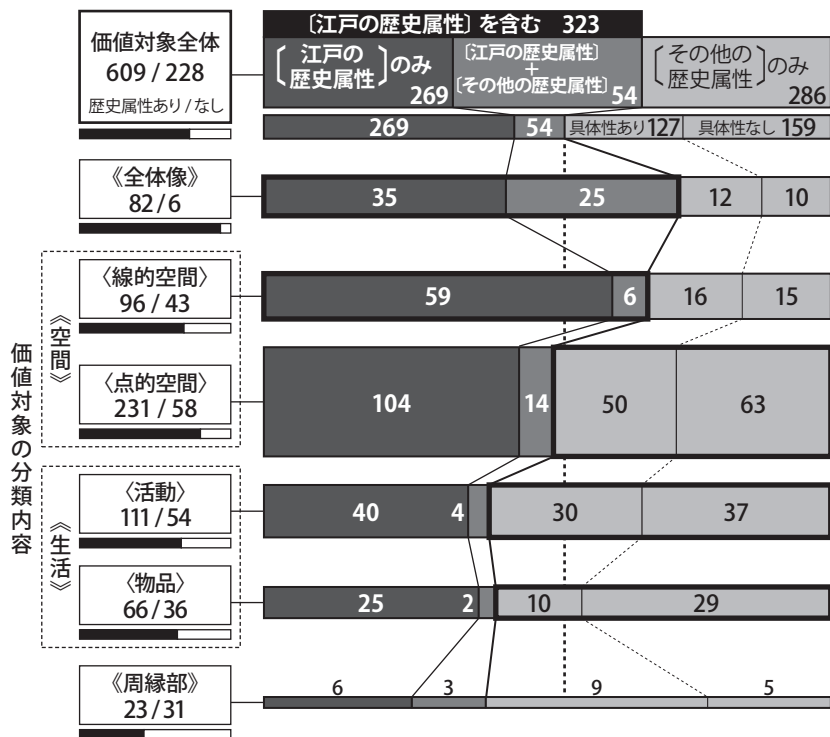 価値対象全体
609 / 228
歴史属性あり / なし
〔江戸の歴史属性〕を含む 323
〔江戸の歴史属性〕のみ
269
〔江戸の歴史属性〕
+
〔その他の歴史属性〕
54
〔その他の歴史属性〕のみ
286
269 54 具体性あり 127 具体性なし 159
価値対象の分類内容
《全体像》
82 / 6
35 25 12 10
《空間》
〈線的空間〉
96 / 43
59 6 16 15
〈点的空間〉
231 / 58
104 14 50 63
《生活》
〈活動〉
111 / 54
40 4 30 37
〈物品〉
66 / 36
25 2 10 29
《周縁部》
23 / 31
6 3 9 5